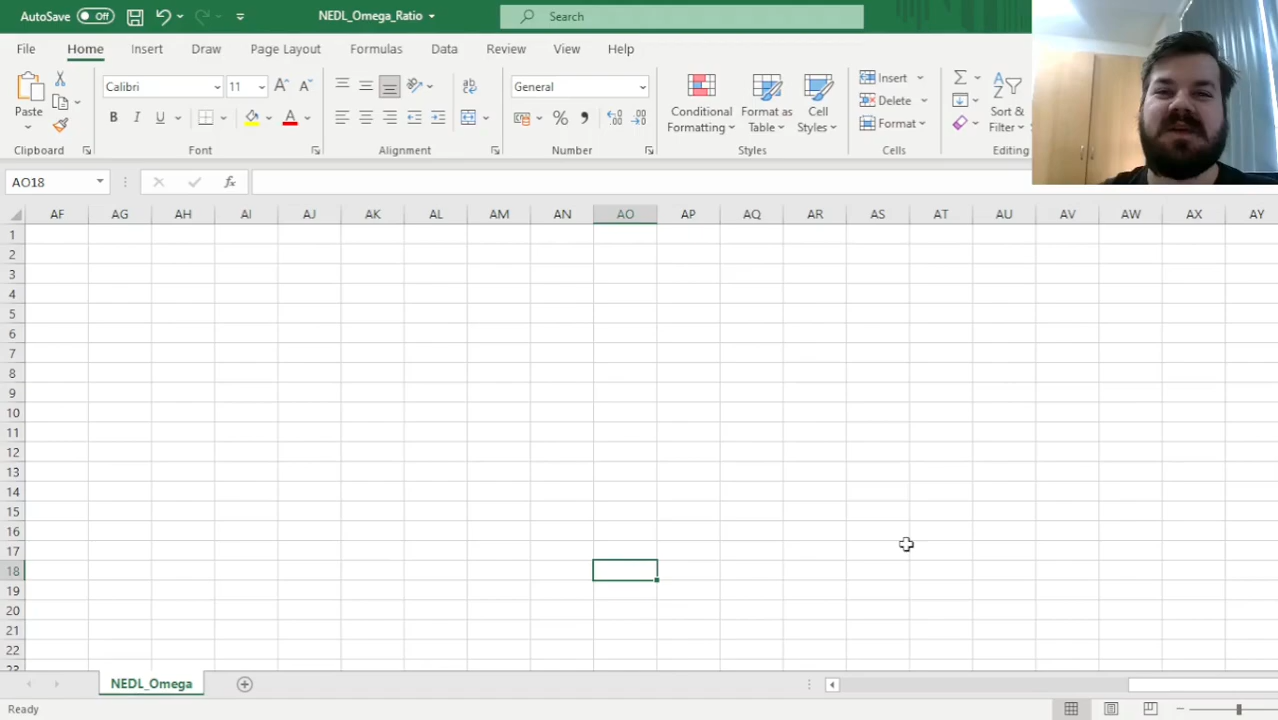 AutoSave Off NEDL_Omega_Ratio Search
File Home Insert Draw Page Layout Formulas Data Review View Help
Calibri 11 General Insert
Paste Conditional Formatting Format as Table Cell Styles Delete Sort & Filter
B I U A % , Format
Clipboard Font Alignment Number Styles Cells Editing
AO18 fx
AF AG AH AI AJ AK AL AM AN AO AP AQ AR AS AT AU AV AW AX AY
1
2
3
4
5
6
7
8
9
10
11
12
13
14
15
16
17
18
19
20
21
22
23
NEDL_Omega
Ready